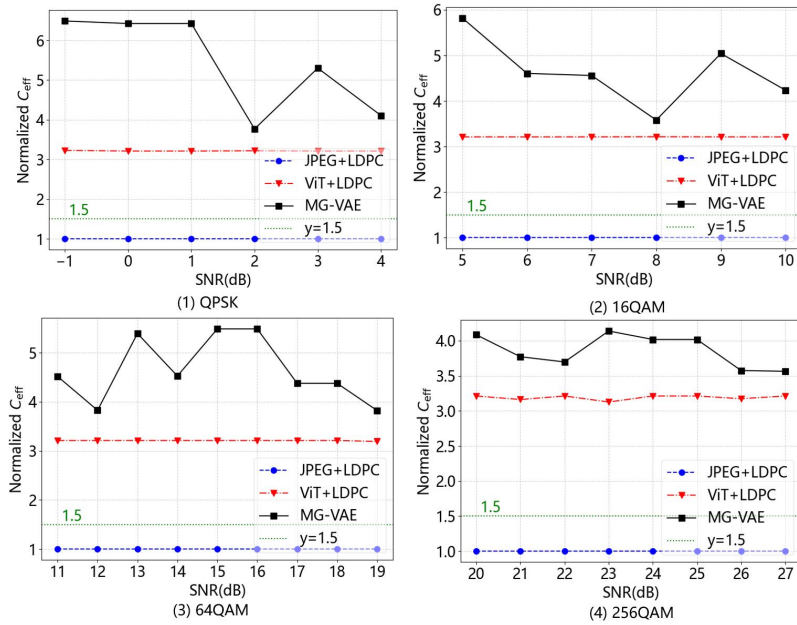 6
5
4
3
2
1
Normalized C_eff
1.5
JPEG+LDPC
ViT+LDPC
MG-VAE
y=1.5
−1 0 1 2 3 4
SNR(dB)
(1) QPSK
6
5
4
3
2
1
Normalized C_eff
1.5
JPEG+LDPC
ViT+LDPC
MG-VAE
y=1.5
5 6 7 8 9 10
SNR(dB)
(2) 16QAM
5
4
3
2
1
Normalized C_eff
1.5
JPEG+LDPC
ViT+LDPC
MG-VAE
y=1.5
11 12 13 14 15 16 17 18 19
SNR(dB)
(3) 64QAM
4.0
3.5
3.0
2.5
2.0
1.5
1.0
Normalized C_eff
1.5
JPEG+LDPC
ViT+LDPC
MG-VAE
y=1.5
20 21 22 23 24 25 26 27
SNR(dB)
(4) 256QAM